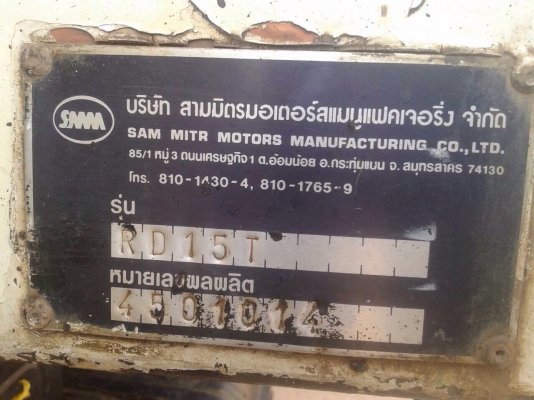 SMM
บริษัท สามมิตรมอเตอร์สแมนูแฟคเจอริ่ง จำกัด
SAM MITR MOTORS MANUFACTURING CO., LTD.
85/1 หมู่ 3 ถนนเศรษฐกิจ 1 ต.อ้อมน้อย อ.กระทุ่มแบน จ. สมุทรสาคร 74130
โทร. 810-1430-4, 810-1765-9
รุ่น
RD15T
หมายเลขผลผลิต
4501014